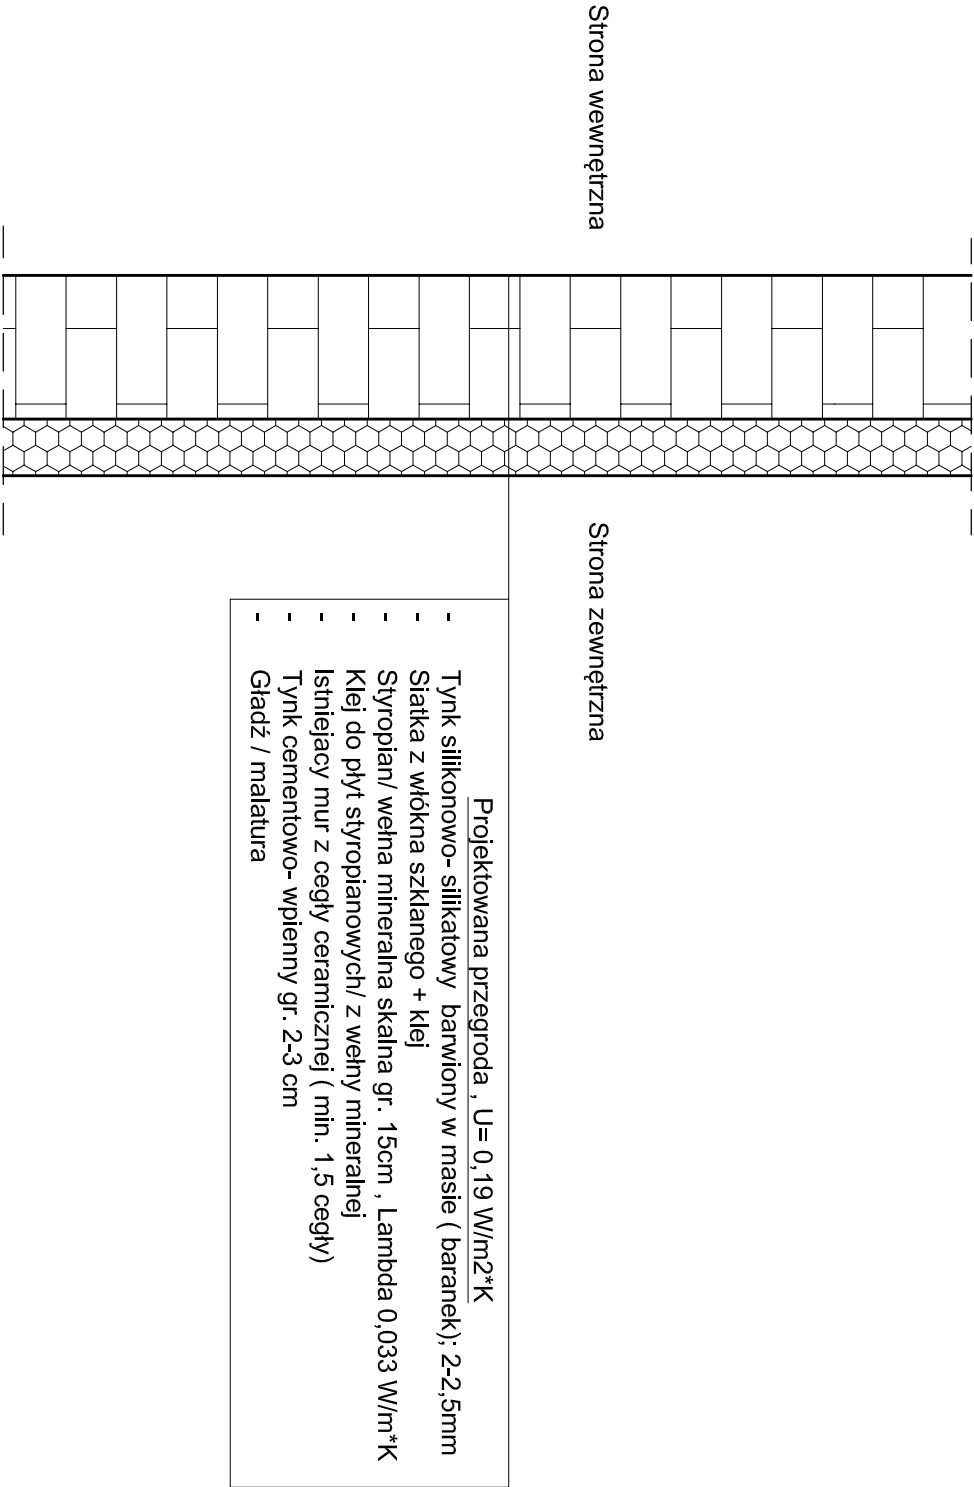 Strona wewnętrzna
Strona zewnętrzna
Projektowana przegroda , U= 0,19 W/m2*K
- Tynk silikonowo- silikatowy barwiony w masie ( baranek); 2-2,5mm
- Siatka z włókna szklanego + klej
- Styropian/ wełna mineralna skalna gr. 15cm , Lambda 0,033 W/m*K
- Klej do płyt styropianowych/ z wełny mineralnej
- Istniejacy mur z cegły ceramicznej ( min. 1,5 cegły)
- Tynk cementowo- wpienny gr. 2-3 cm
- Gładź / malatura